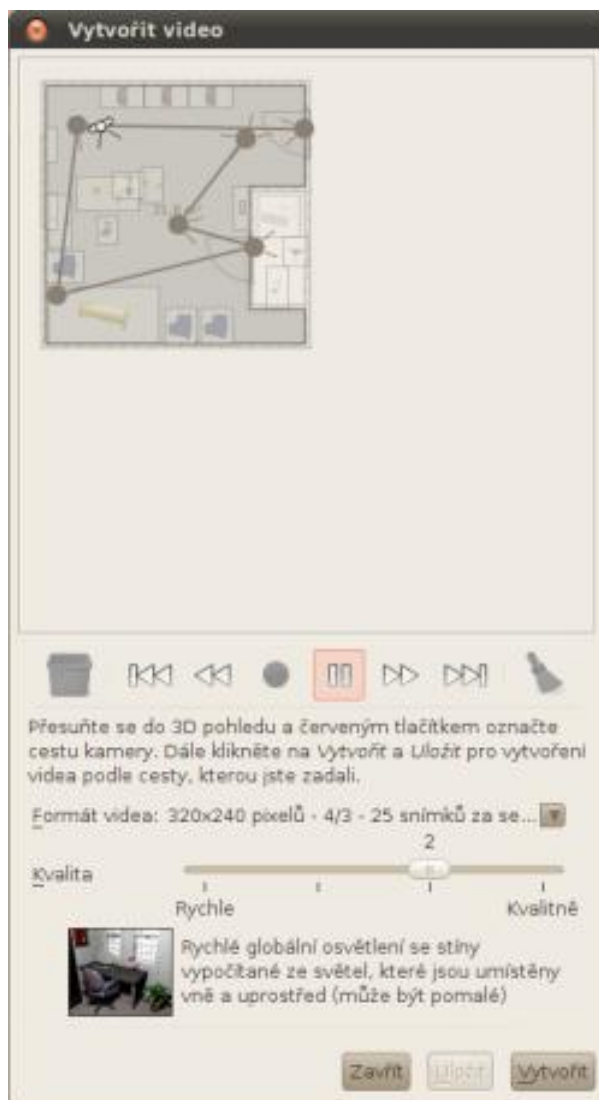 Vytvořit video
Přesuňte se do 3D pohledu a červeným tlačítkem označte
cestu kamery. Dále klikněte na Vytvořit a Uložit pro vytvoření
videa podle cesty, kterou jste zadali.
Formát videa: 320x240 pixelů - 4/3 - 25 snímků za se...
2
Kvalita
Rychle Kvalitně
Rychlé globální osvětlení se stíny
vypočítané ze světel, které jsou umístěny
vně a uprostřed (může být pomalé)
Zavřít Uložit Vytvořit